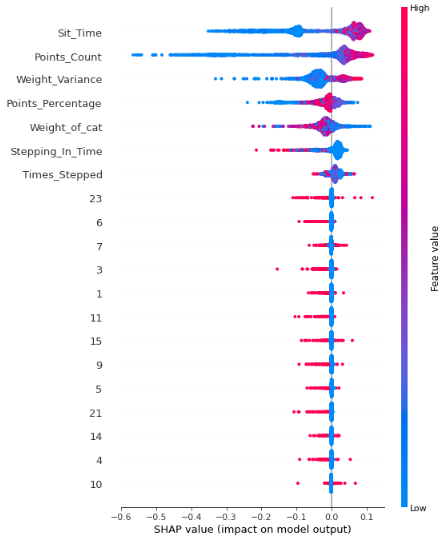 High
Sit_Time
Points_Count
Weight_Variance
Points_Percentage
Weight_of_cat
Stepping_In_Time
Times_Stepped
23
6
7
3
1
11
15
9
5
21
14
4
10
Feature value
Low
−0.6 −0.5 −0.4 −0.3 −0.2 −0.1 0.0 0.1
SHAP value (impact on model output)